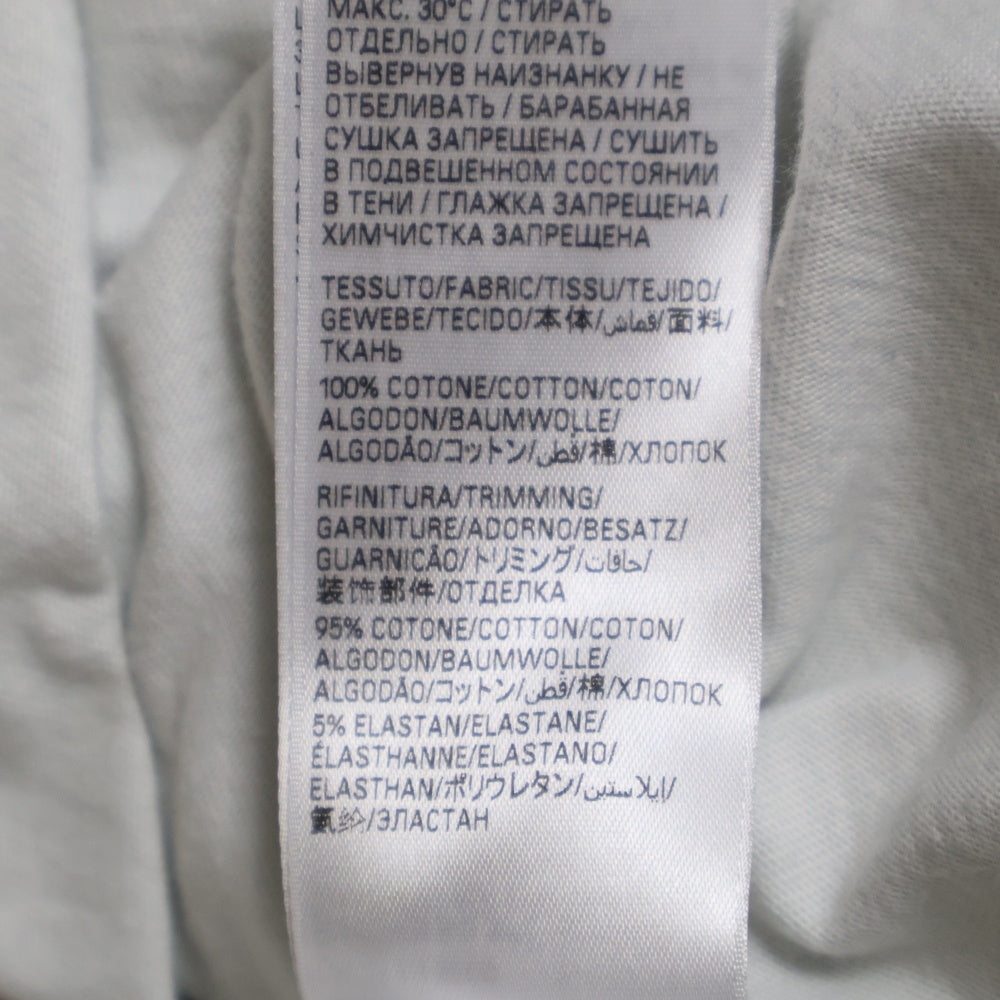 МАКС. 30°C / СТИРАТЬ
ОТДЕЛЬНО / СТИРАТЬ
ВЫВЕРНУВ НАИЗНАНКУ / НЕ
ОТБЕЛИВАТЬ / БАРАБАННАЯ
СУШКА ЗАПРЕЩЕНА / СУШИТЬ
В ПОДВЕШЕННОМ СОСТОЯНИИ
В ТЕНИ / ГЛАЖКА ЗАПРЕЩЕНА /
ХИМЧИСТКА ЗАПРЕЩЕНА
TESSUTO/FABRIC/TISSU/TEJIDO/
GEWEBE/TECIDO/本体/قماش/面料/
ТКАНЬ
100% COTONE/COTTON/COTON/
ALGODON/BAUMWOLLE/
ALGODÃO/コットン/قطن/棉/ХЛОПОК
RIFINITURA/TRIMMING/
GARNITURE/ADORNO/BESATZ/
GUARNICÃO/トリミング/حافات/
装饰部件/ОТДЕЛКА
95% COTONE/COTTON/COTON/
ALGODON/BAUMWOLLE/
ALGODÃO/コットン/قطن/棉/ХЛОПОК
5% ELASTAN/ELASTANE/
ÉLASTHANNE/ELASTANO/
ELASTHAN/ポリウレタン/إيلاستين/
氨纶/ЭЛАСТАН